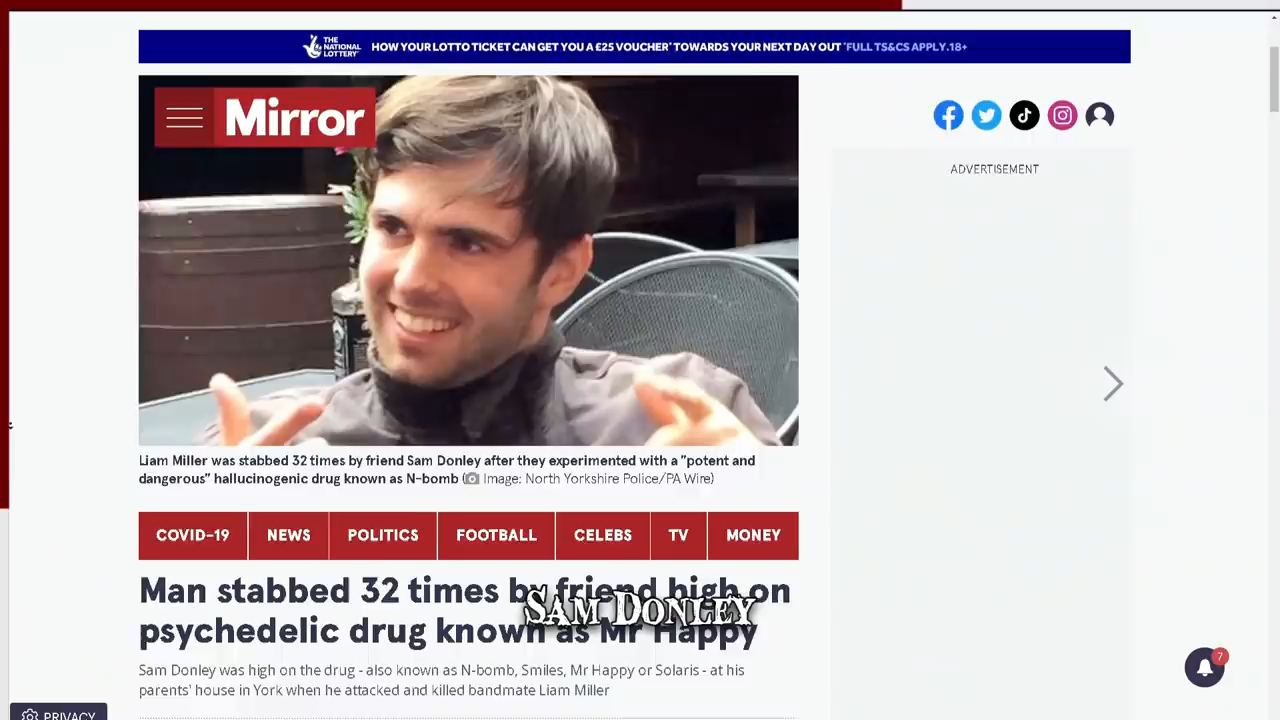 THE
NATIONAL
LOTTERY
HOW YOUR LOTTO TICKET CAN GET YOU A £25 VOUCHER* TOWARDS YOUR NEXT DAY OUT *FULL TS&CS APPLY.18+
Mirror
ADVERTISEMENT
Liam Miller was stabbed 32 times by friend Sam Donley after they experimented with a "potent and
dangerous" hallucinogenic drug known as N-bomb (Image: North Yorkshire Police/PA Wire)
COVID-19 NEWS POLITICS FOOTBALL CELEBS TV MONEY
Man stabbed 32 times by friend high on
SAM DONLEY
psychedelic drug known as Mr Happy
Sam Donley was high on the drug - also known as N-bomb, Smiles, Mr Happy or Solaris - at his
parents' house in York when he attacked and killed bandmate Liam Miller
7
PRIVACY